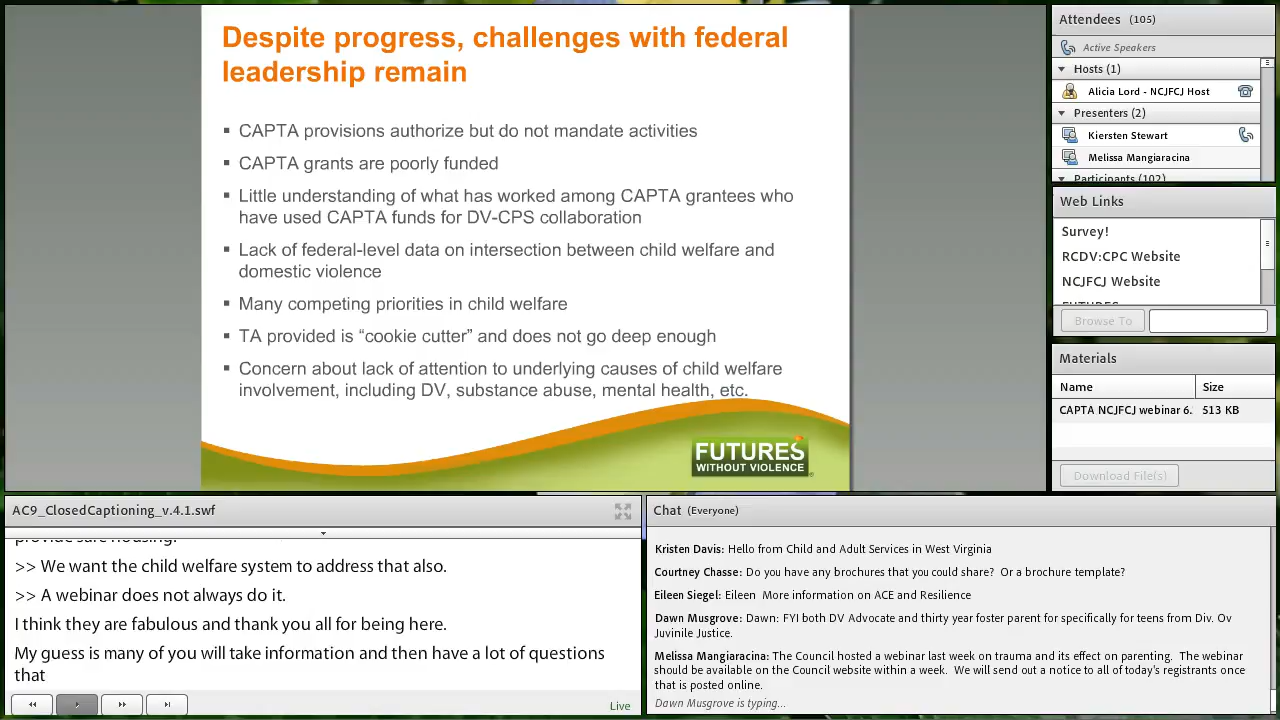 Despite progress, challenges with federal
leadership remain
▪ CAPTA provisions authorize but do not mandate activities
▪ CAPTA grants are poorly funded
▪ Little understanding of what has worked among CAPTA grantees who
have used CAPTA funds for DV-CPS collaboration
▪ Lack of federal-level data on intersection between child welfare and
domestic violence
▪ Many competing priorities in child welfare
▪ TA provided is “cookie cutter” and does not go deep enough
▪ Concern about lack of attention to underlying causes of child welfare
involvement, including DV, substance abuse, mental health, etc.
FUTURES
WITHOUT VIOLENCE
Attendees (105)
Active Speakers
Hosts (1)
Alicia Lord - NCJFCJ Host
Presenters (2)
Kiersten Stewart
Melissa Mangiaracina
Participants (102)
Web Links
Survey!
RCDV:CPC Website
NCJFCJ Website
FUTURES
Browse To
Materials
Name Size
CAPTA NCJFCJ webinar 6. 513 KB
Download File(s)
AC9_ClosedCaptioning_v.4.1.swf
provide safe housing.
>> We want the child welfare system to address that also.
>> A webinar does not always do it.
I think they are fabulous and thank you all for being here.
My guess is many of you will take information and then have a lot of questions
that
Live
Chat (Everyone)
Kristen Davis: Hello from Child and Adult Services in West Virginia
Courtney Chasse: Do you have any brochures that you could share? Or a brochure template?
Eileen Siegel: Eileen More information on ACE and Resilience
Dawn Musgrove: Dawn: FYI both DV Advocate and thirty year foster parent for specifically for teens from Div. Ov
Juvinile Justice.
Melissa Mangiaracina: The Council hosted a webinar last week on trauma and its effect on parenting. The webinar
should be available on the Council website within a week. We will send out a notice to all of today's registrants once
that is posted online.
Dawn Musgrove is typing...